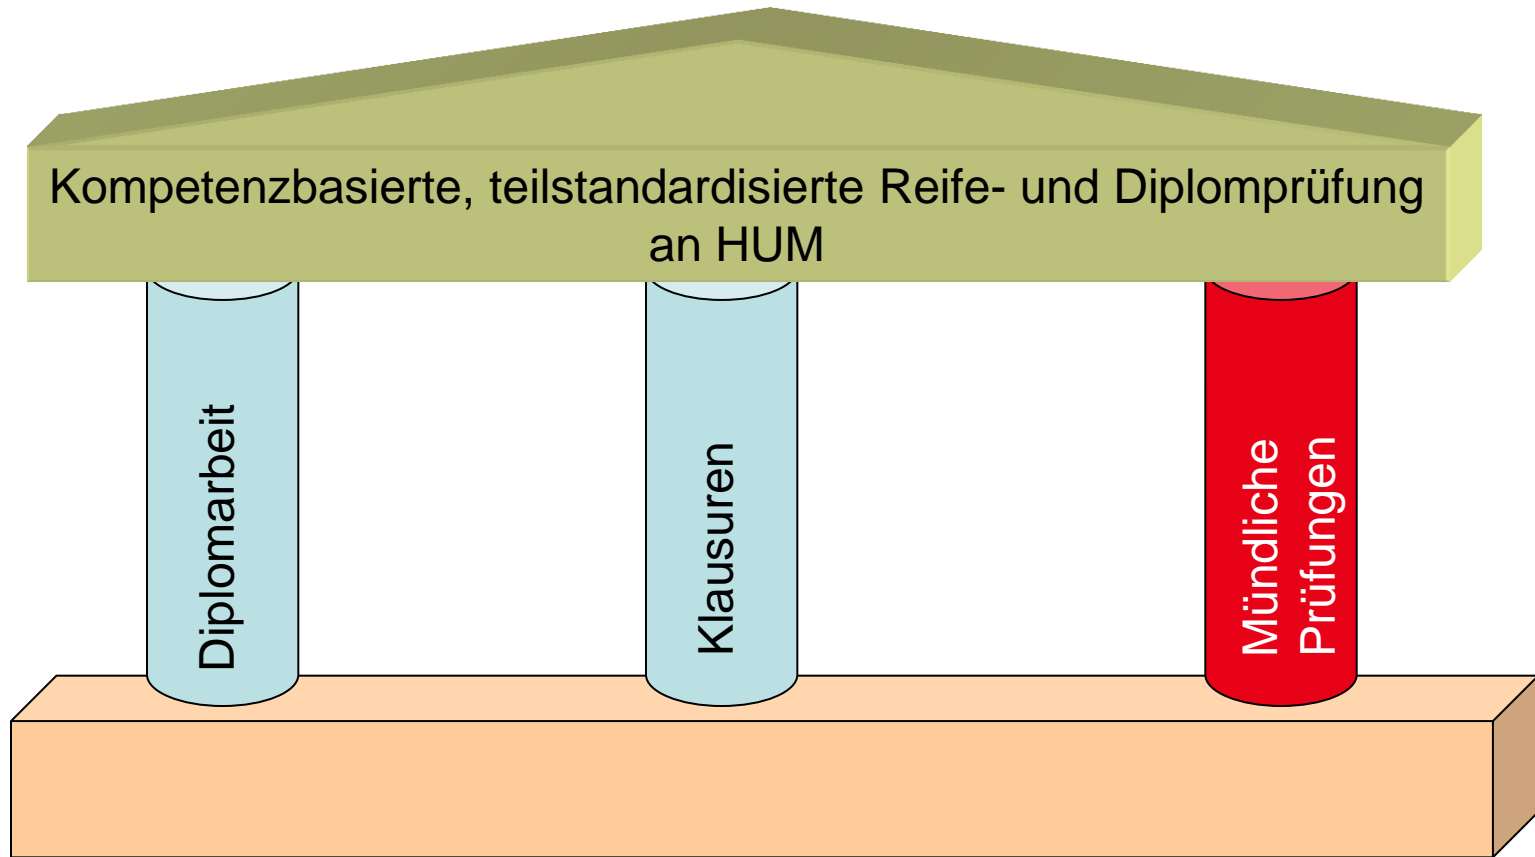 Kompetenzbasierte, teilstandardisierte Reife- und Diplomprüfung
an HUM
Diplomarbeit
Klausuren
Mündliche
Prüfungen